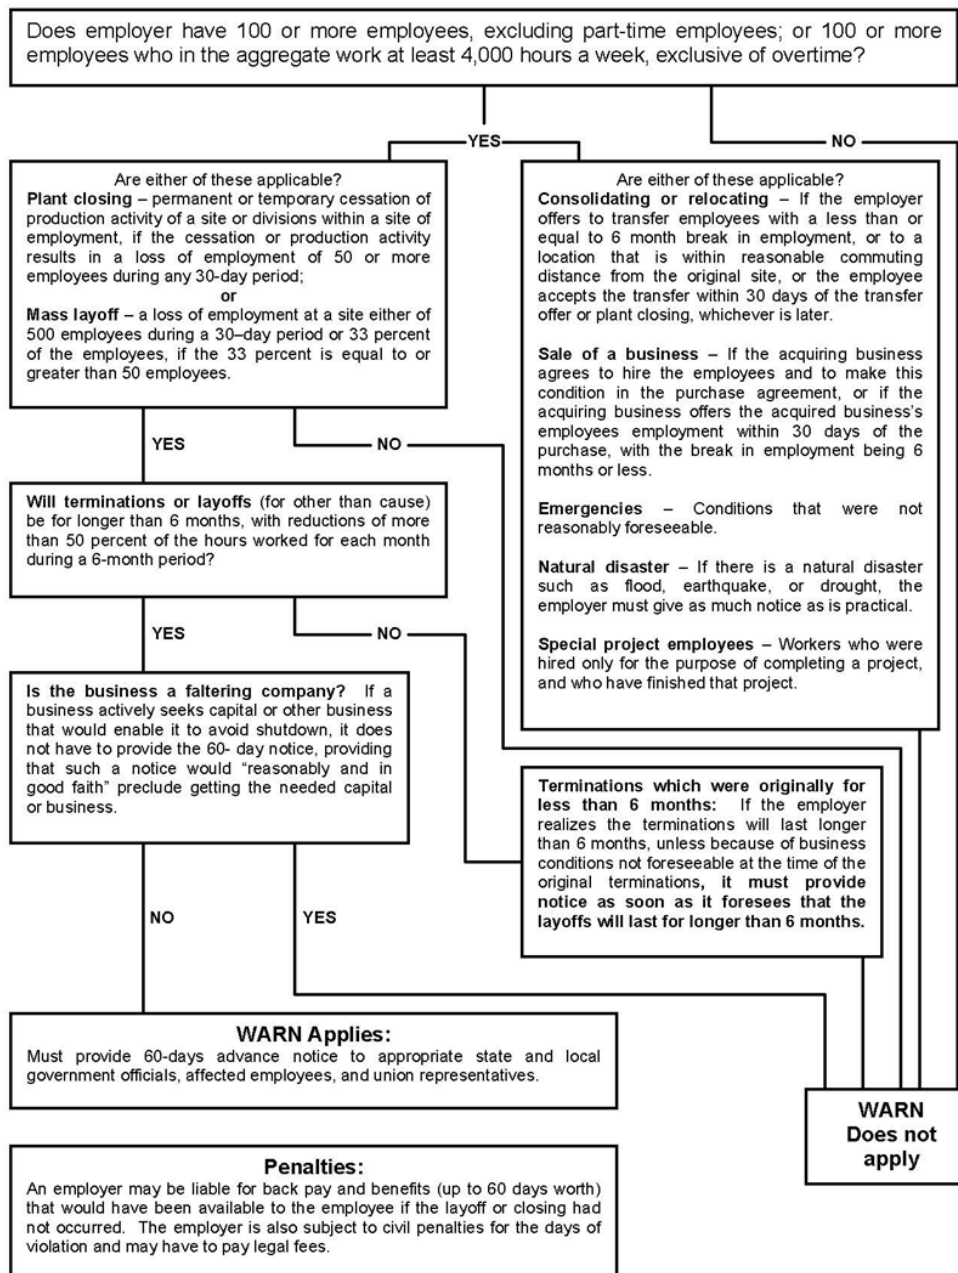 Does employer have 100 or more employees, excluding part-time employees; or 100 or more
employees who in the aggregate work at least 4,000 hours a week, exclusive of overtime?
YES
NO
Are either of these applicable?
Plant closing – permanent or temporary cessation of
production activity of a site or divisions within a site of
employment, if the cessation or production activity
results in a loss of employment of 50 or more
employees during any 30-day period;
or
Mass layoff – a loss of employment at a site either of
500 employees during a 30–day period or 33 percent
of the employees, if the 33 percent is equal to or
greater than 50 employees.
Are either of these applicable?
Consolidating or relocating – If the employer
offers to transfer employees with a less than or
equal to 6 month break in employment, or to a
location that is within reasonable commuting
distance from the original site, or the employee
accepts the transfer within 30 days of the transfer
offer or plant closing, whichever is later.
Sale of a business – If the acquiring business
agrees to hire the employees and to make this
condition in the purchase agreement, or if the
acquiring business offers the acquired business's
employees employment within 30 days of the
purchase, with the break in employment being 6
months or less.
Emergencies – Conditions that were not
reasonably foreseeable.
Natural disaster – If there is a natural disaster
such as flood, earthquake, or drought, the
employer must give as much notice as is practical.
Special project employees – Workers who were
hired only for the purpose of completing a project,
and who have finished that project.
YES
NO
Will terminations or layoffs (for other than cause)
be for longer than 6 months, with reductions of more
than 50 percent of the hours worked for each month
during a 6-month period?
YES
NO
Is the business a faltering company? If a
business actively seeks capital or other business
that would enable it to avoid shutdown, it does
not have to provide the 60- day notice, providing
that such a notice would "reasonably and in
good faith" preclude getting the needed capital
or business.
Terminations which were originally for
less than 6 months: If the employer
realizes the terminations will last longer
than 6 months, unless because of business
conditions not foreseeable at the time of the
original terminations, it must provide
notice as soon as it foresees that the
layoffs will last for longer than 6 months.
NO
YES
WARN Applies:
Must provide 60-days advance notice to appropriate state and local
government officials, affected employees, and union representatives.
WARN
Does not
apply
Penalties:
An employer may be liable for back pay and benefits (up to 60 days worth)
that would have been available to the employee if the layoff or closing had
not occurred. The employer is also subject to civil penalties for the days of
violation and may have to pay legal fees.